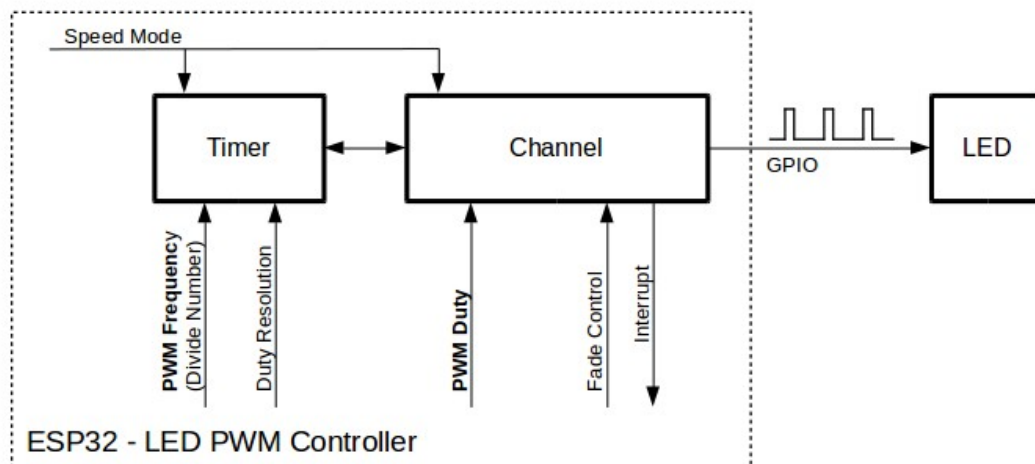 Speed Mode
Timer
Channel
GPIO
LED
PWM Frequency
(Divide Number)
Duty Resolution
PWM Duty
Fade Control
Interrupt
ESP32 - LED PWM Controller